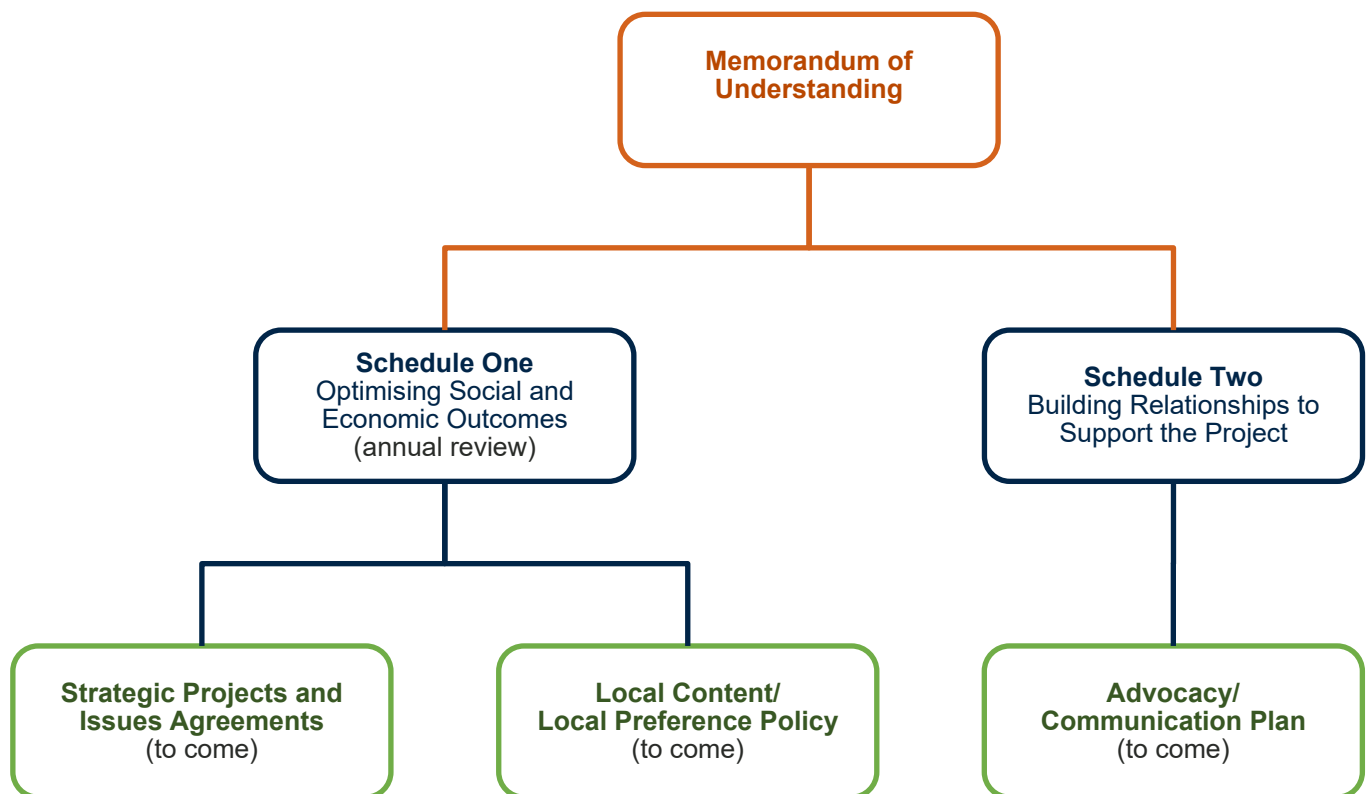 Memorandum of
Understanding
Schedule One
Optimising Social and
Economic Outcomes
(annual review)
Schedule Two
Building Relationships to
Support the Project
Strategic Projects and
Issues Agreements
(to come)
Local Content/
Local Preference Policy
(to come)
Advocacy/
Communication Plan
(to come)